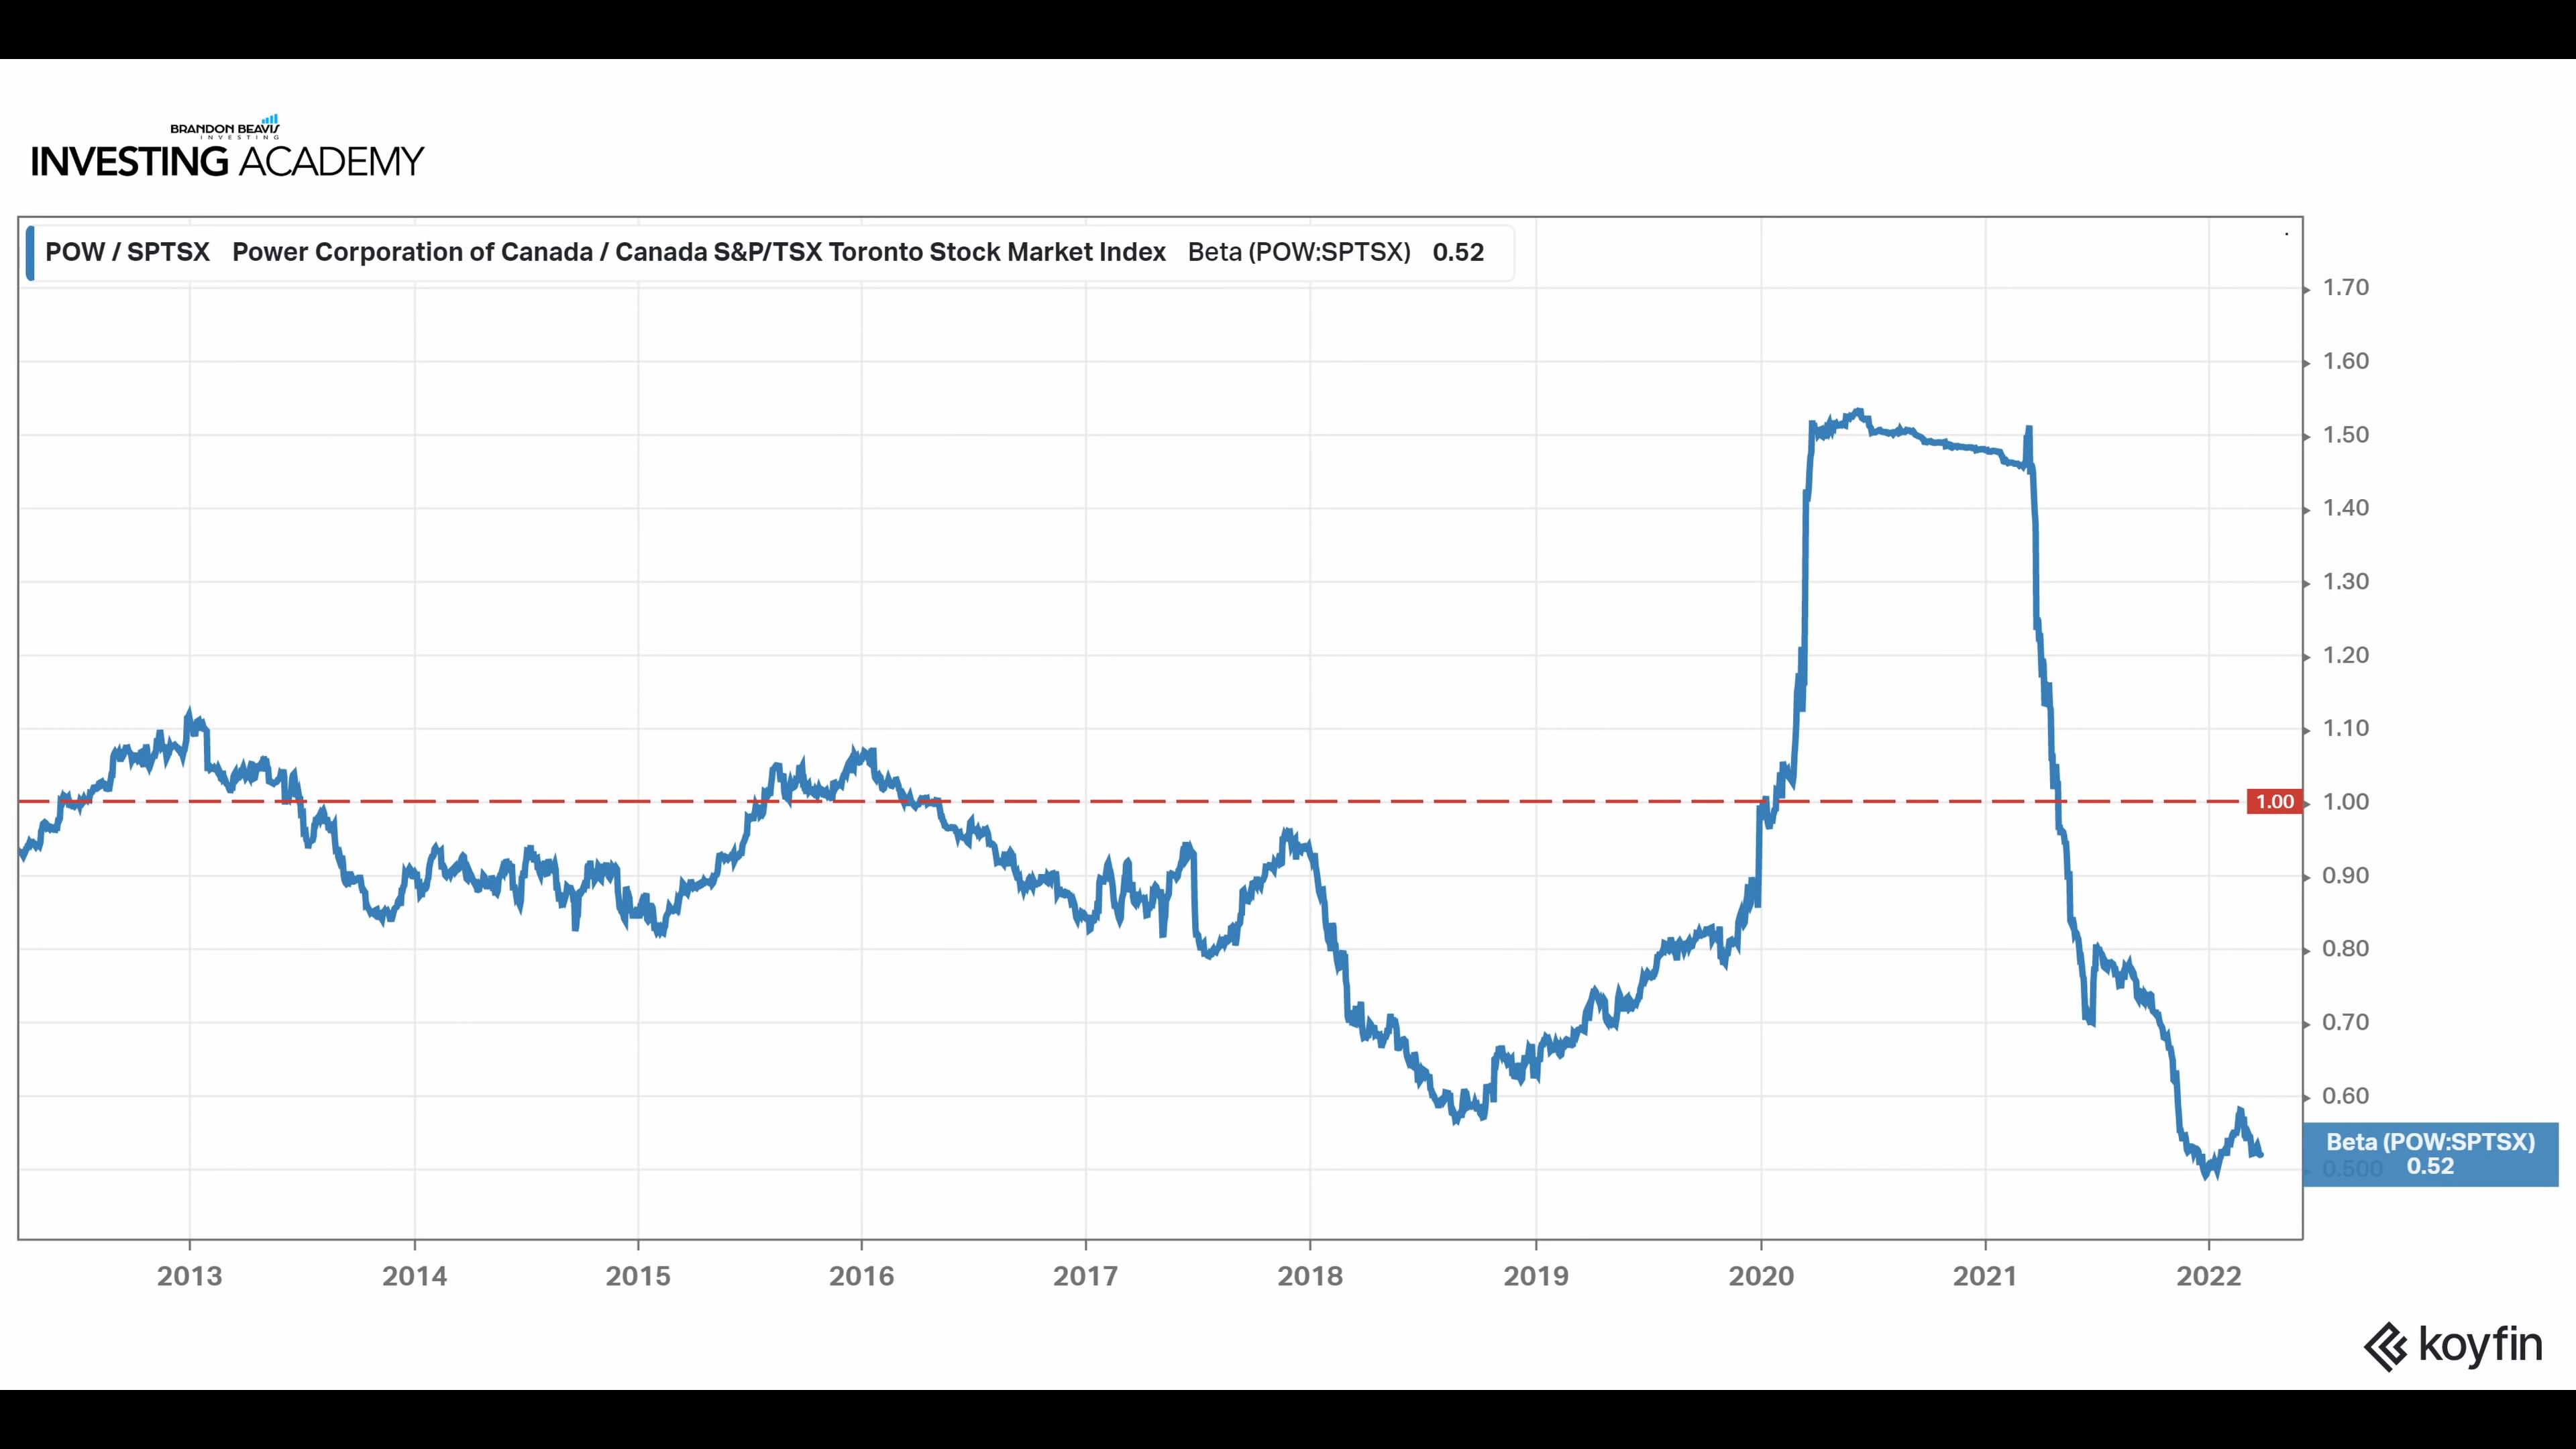 BRANDON BEAVIS
INVESTING
INVESTING ACADEMY
POW / SPTSX Power Corporation of Canada / Canada S&P/TSX Toronto Stock Market Index Beta (POW:SPTSX) 0.52
1.70
1.60
1.50
1.40
1.30
1.20
1.10
1.00 1.00
0.90
0.80
0.70
0.60
Beta (POW:SPTSX)
0.500 0.52
2013 2014 2015 2016 2017 2018 2019 2020 2021 2022
koyfin